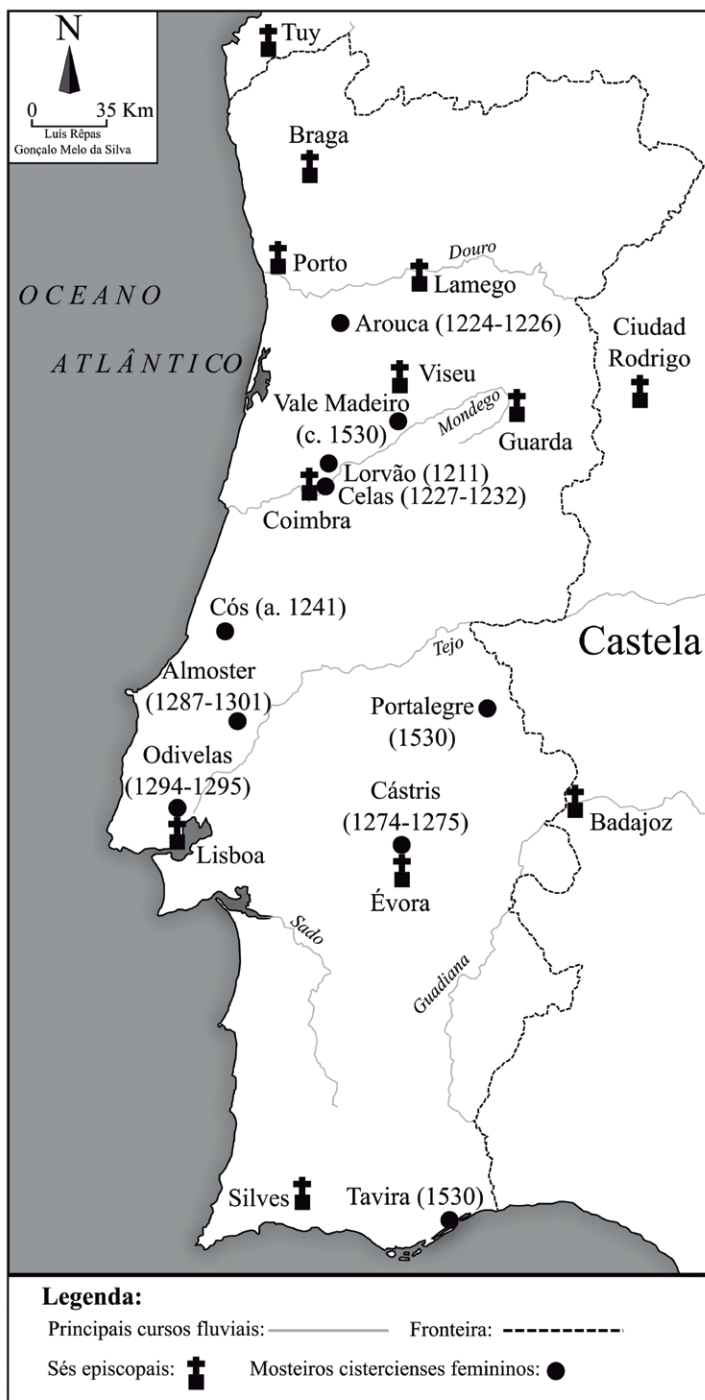 N
0 35 Km
Luís Rêpas
Gonçalo Melo da Silva
Tuy
Braga
Porto
Douro
Lamego
OCEANO
ATLÂNTICO
Arouca (1224-1226)
Ciudad
Rodrigo
Viseu
Vale Madeiro
(c. 1530)
Mondego
Guarda
Lorvão (1211)
Celas (1227-1232)
Coimbra
Cós (a. 1241)
Tejo
Castela
Almoster
(1287-1301)
Portalegre
(1530)
Odivelas
(1294-1295)
Cástris
(1274-1275)
Badajoz
Lisboa
Évora
Sado
Guadiana
Silves
Tavira (1530)
Legenda:
Principais cursos fluviais: Fronteira:
Sés episcopais: Mosteiros cistercienses femininos: